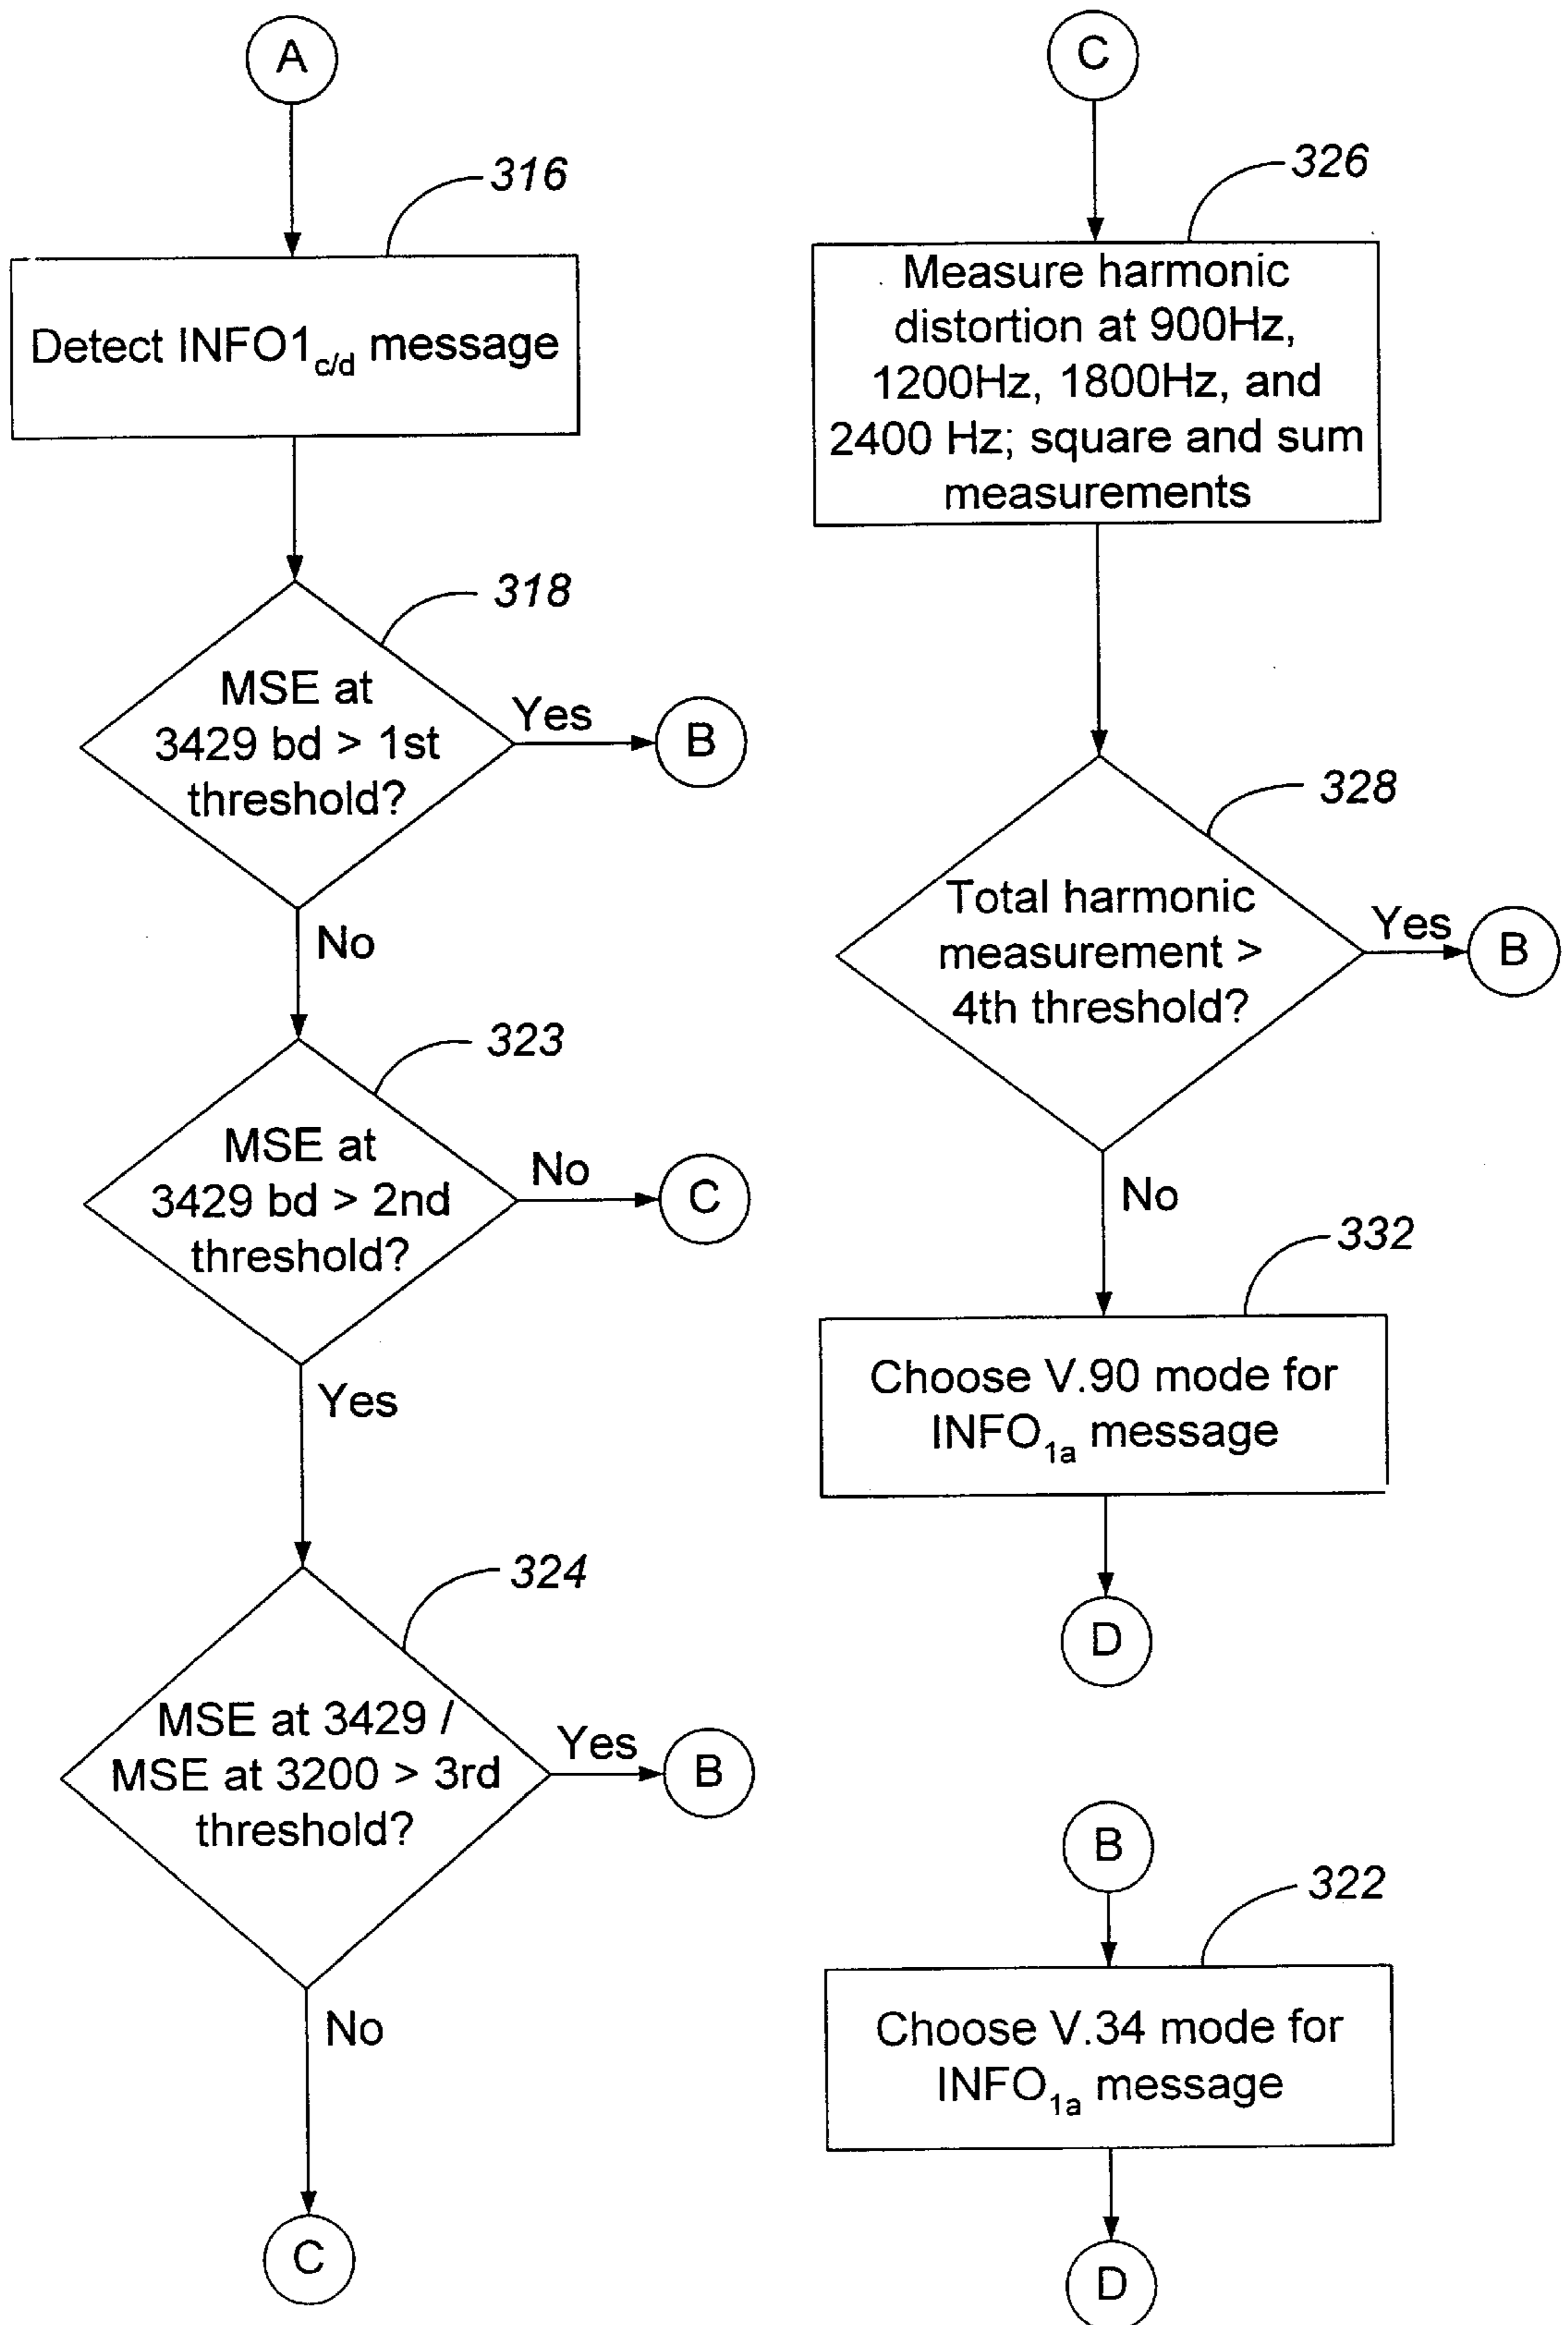 A
316
Detect INFO1c/d message
318
MSE at
3429 bd > 1st
threshold?
Yes
B
No
323
MSE at
3429 bd > 2nd
threshold?
No
C
Yes
324
MSE at 3429 /
MSE at 3200 > 3rd
threshold?
Yes
B
No
C
C
326
Measure harmonic
distortion at 900Hz,
1200Hz, 1800Hz, and
2400 Hz; square and sum
measurements
328
Total harmonic
measurement >
4th threshold?
Yes
B
No
332
Choose V.90 mode for
INFO1a message
D
B
322
Choose V.34 mode for
INFO1a message
D